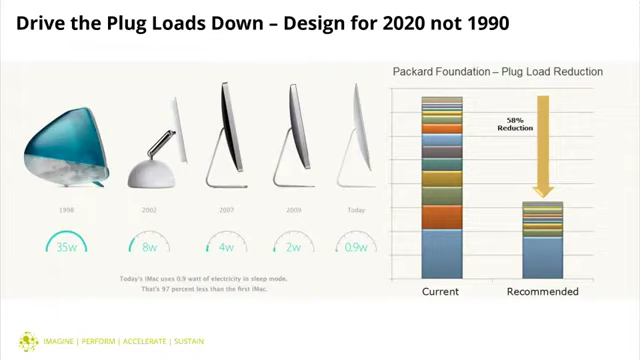 Drive the Plug Loads Down – Design for 2020 not 1990
Packard Foundation – Plug Load Reduction
58%
Reduction
1998
2002
2007
2009
Today
35w
8w
4w
2w
0.9w
Today's iMac uses 0.9 watt of electricity in sleep mode.
That's 97 percent less than the first iMac.
Current
Recommended
IMAGINE | PERFORM | ACCELERATE | SUSTAIN